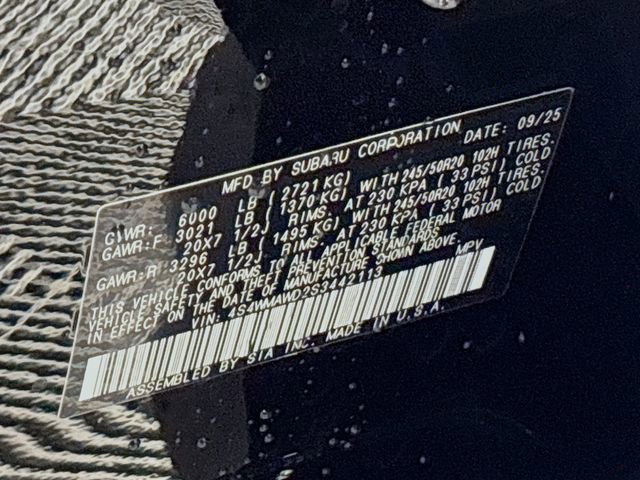 MFD BY SUBARU CORPORATION DATE: 09/25
GVWR: 6000 LB ( 2721 KG)
GAWR:F 3021 LB ( 1370 KG) WITH 245/50R20 102H TIRES.
20X7 1/2J RIMS. AT 230 KPA ( 33 PSI) COLD
GAWR:R 3296 LB ( 1495 KG) WITH 245/50R20 102H TIRES.
20X7 1/2J RIMS. AT 230 KPA ( 33 PSI) COLD
THIS VEHICLE CONFORMS TO ALL APPLICABLE FEDERAL MOTOR
VEHICLE SAFETY AND THEFT PREVENTION STANDARDS
IN EFFECT ON THE DATE OF MANUFACTURE SHOWN ABOVE.
VIN: 4S4WMAWD2S3442113 MPV
ASSEMBLED BY SIA INC. MADE IN U.S.A.